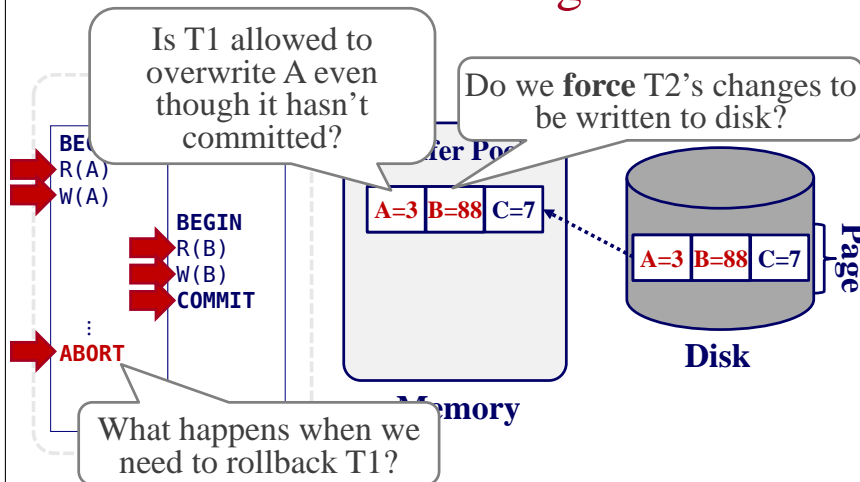 Is T1 allowed to
overwrite A even
though it hasn't
committed?
Do we force T2's changes to
be written to disk?
R(A)
W(A)
BEGIN
R(B)
W(B)
COMMIT
⋮
ABORT
A=3 B=88 C=7
A=3 B=88 C=7
Page
Disk
Memory
What happens when we
need to rollback T1?